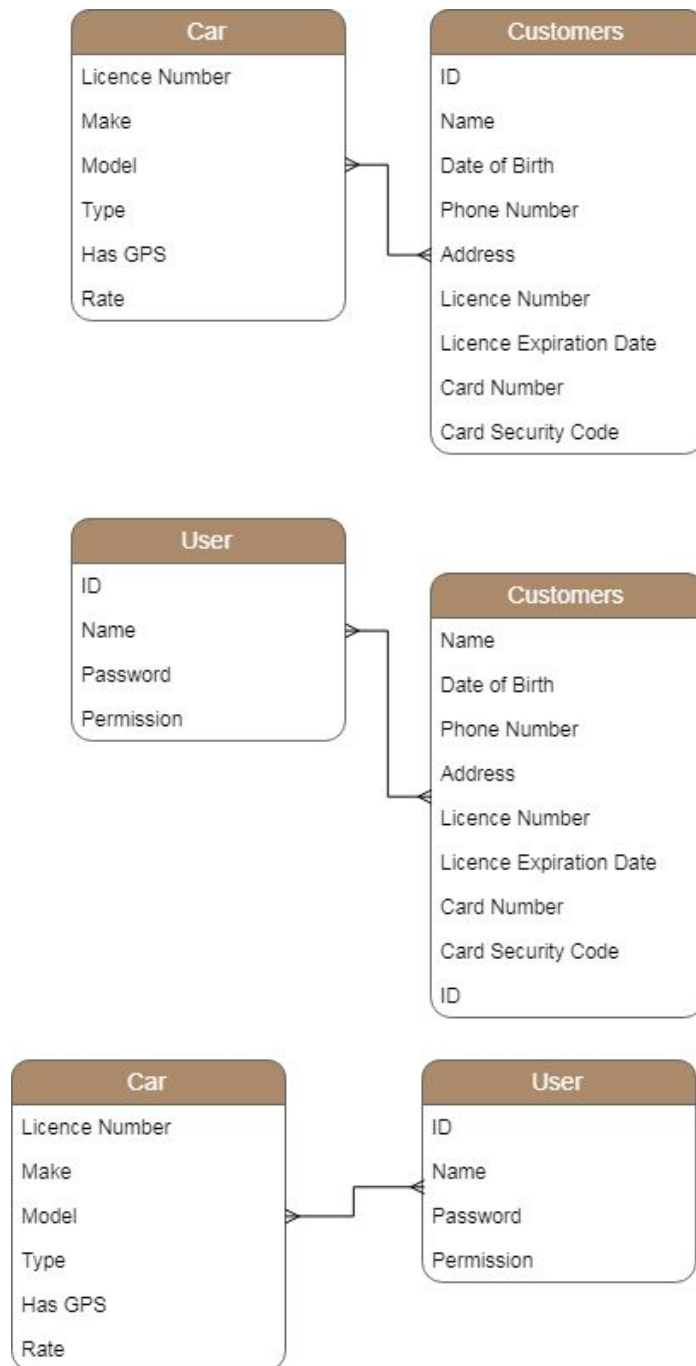 Car
Licence Number
Make
Model
Type
Has GPS
Rate
Customers
ID
Name
Date of Birth
Phone Number
Address
Licence Number
Licence Expiration Date
Card Number
Card Security Code
User
ID
Name
Password
Permission
Customers
Name
Date of Birth
Phone Number
Address
Licence Number
Licence Expiration Date
Card Number
Card Security Code
ID
Car
Licence Number
Make
Model
Type
Has GPS
Rate
User
ID
Name
Password
Permission